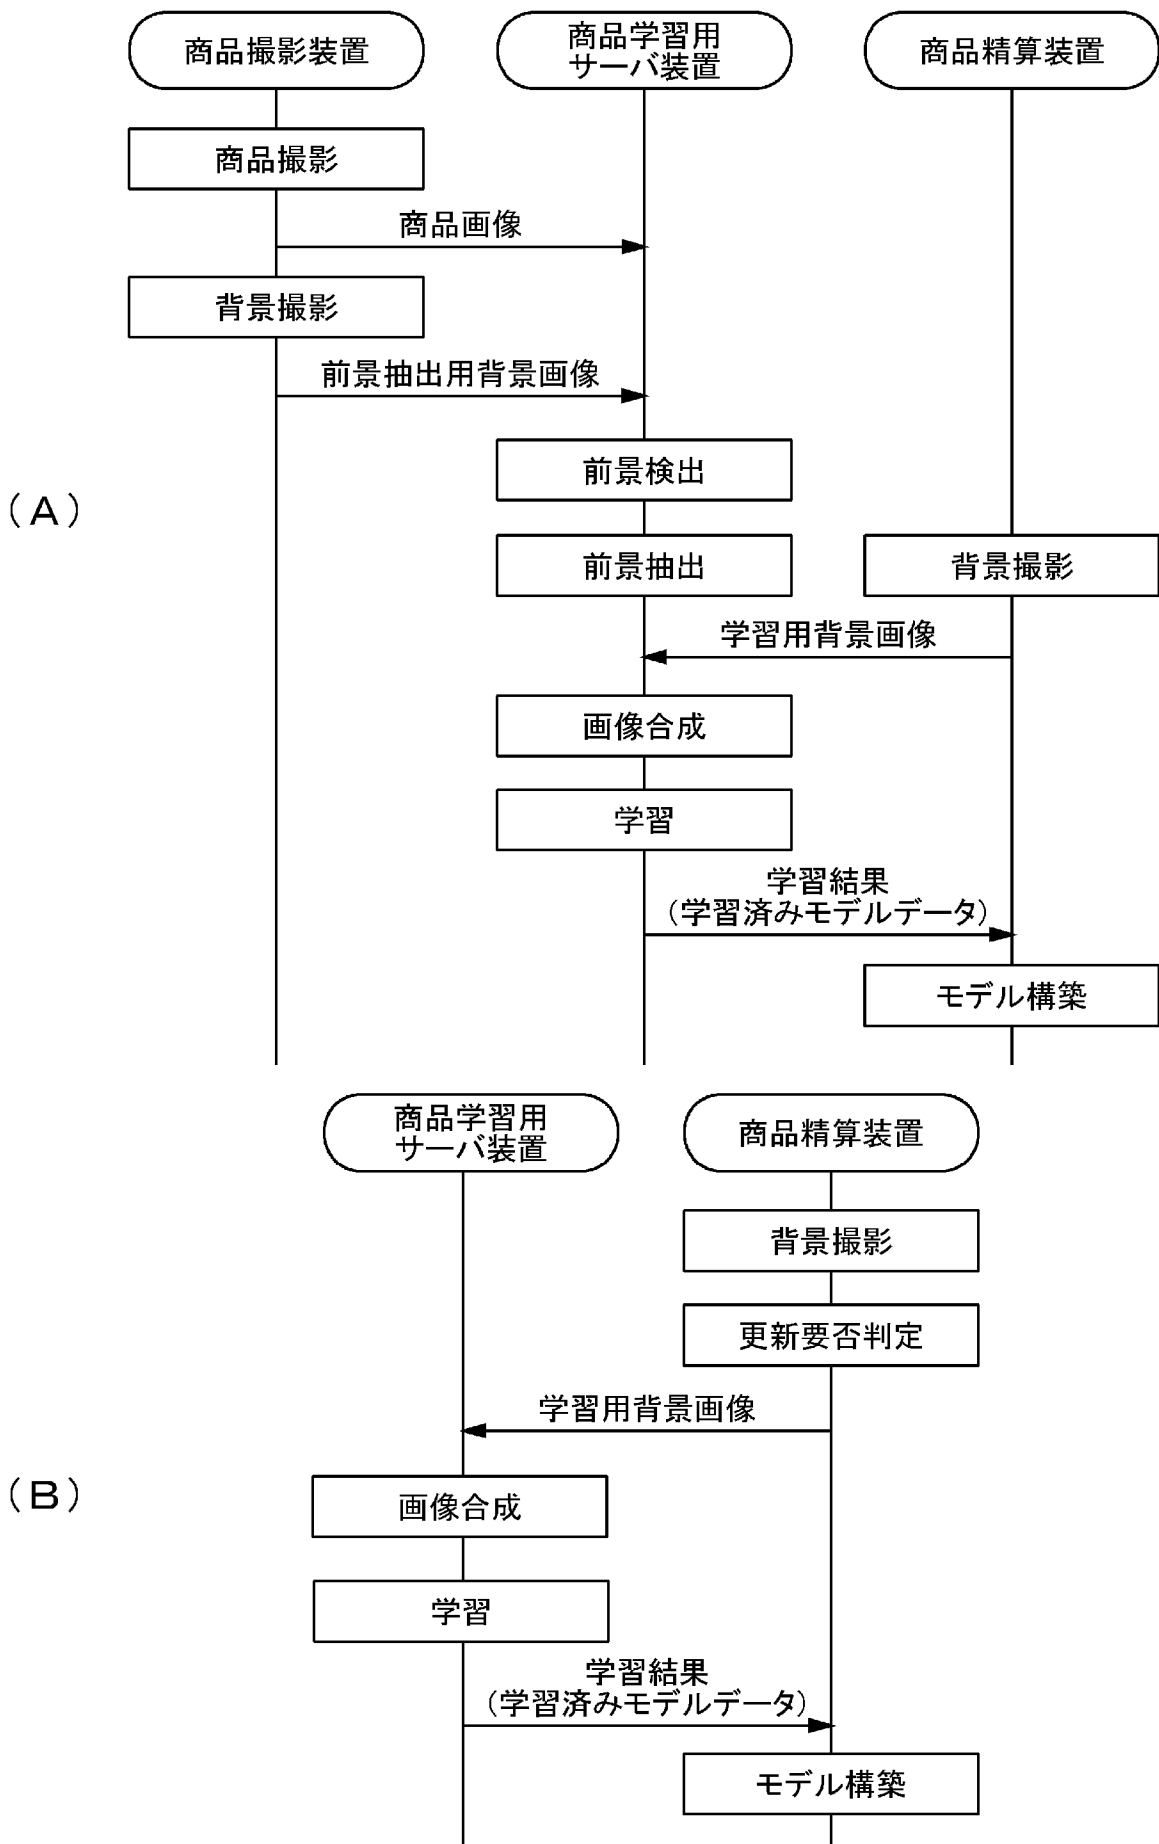 商品撮影装置
商品学習用
サーバ装置
商品精算装置
商品撮影
商品画像
背景撮影
前景抽出用背景画像
前景検出
(A)
前景抽出
背景撮影
学習用背景画像
画像合成
学習
学習結果
(学習済みモデルデータ)
モデル構築
商品学習用
サーバ装置
商品精算装置
背景撮影
更新要否判定
学習用背景画像
(B)
画像合成
学習
学習結果
(学習済みモデルデータ)
モデル構築